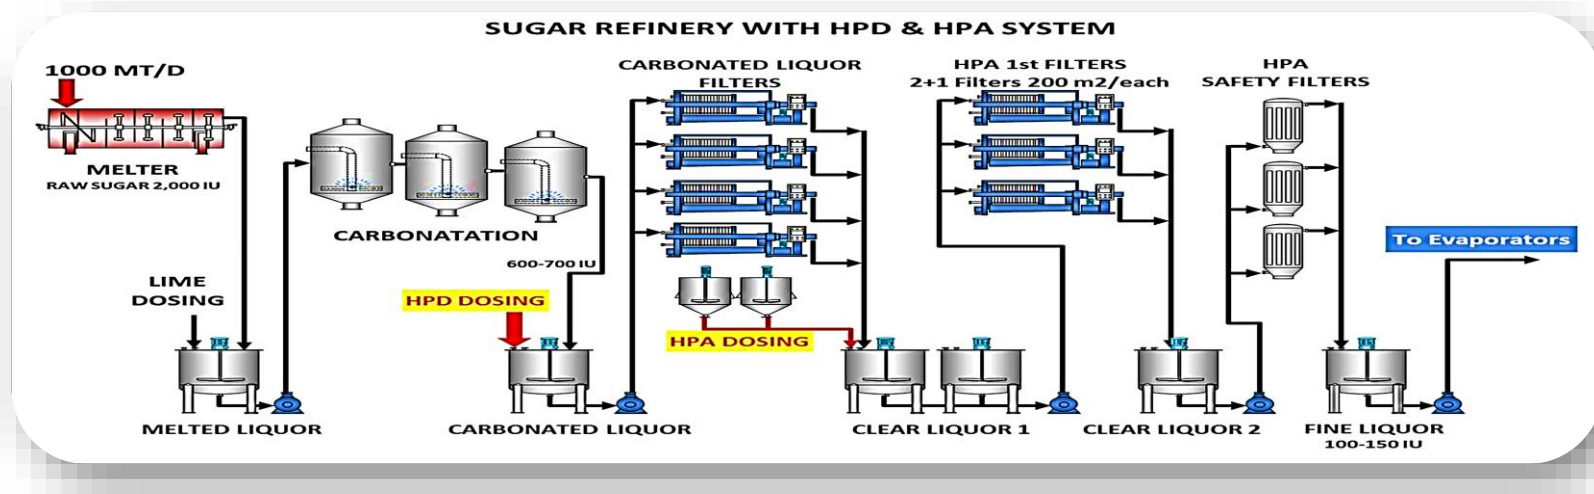 SUGAR REFINERY WITH HPD & HPA SYSTEM
1000 MT/D
MELTER
RAW SUGAR 2,000 IU
LIME
DOSING
MELTED LIQUOR
CARBONATATION
600-700 IU
HPD DOSING
CARBONATED LIQUOR
CARBONATED LIQUOR
FILTERS
HPA DOSING
CLEAR LIQUOR 1
HPA 1st FILTERS
2+1 Filters 200 m2/each
CLEAR LIQUOR 2
HPA
SAFETY FILTERS
FINE LIQUOR
100-150 IU
To Evaporators